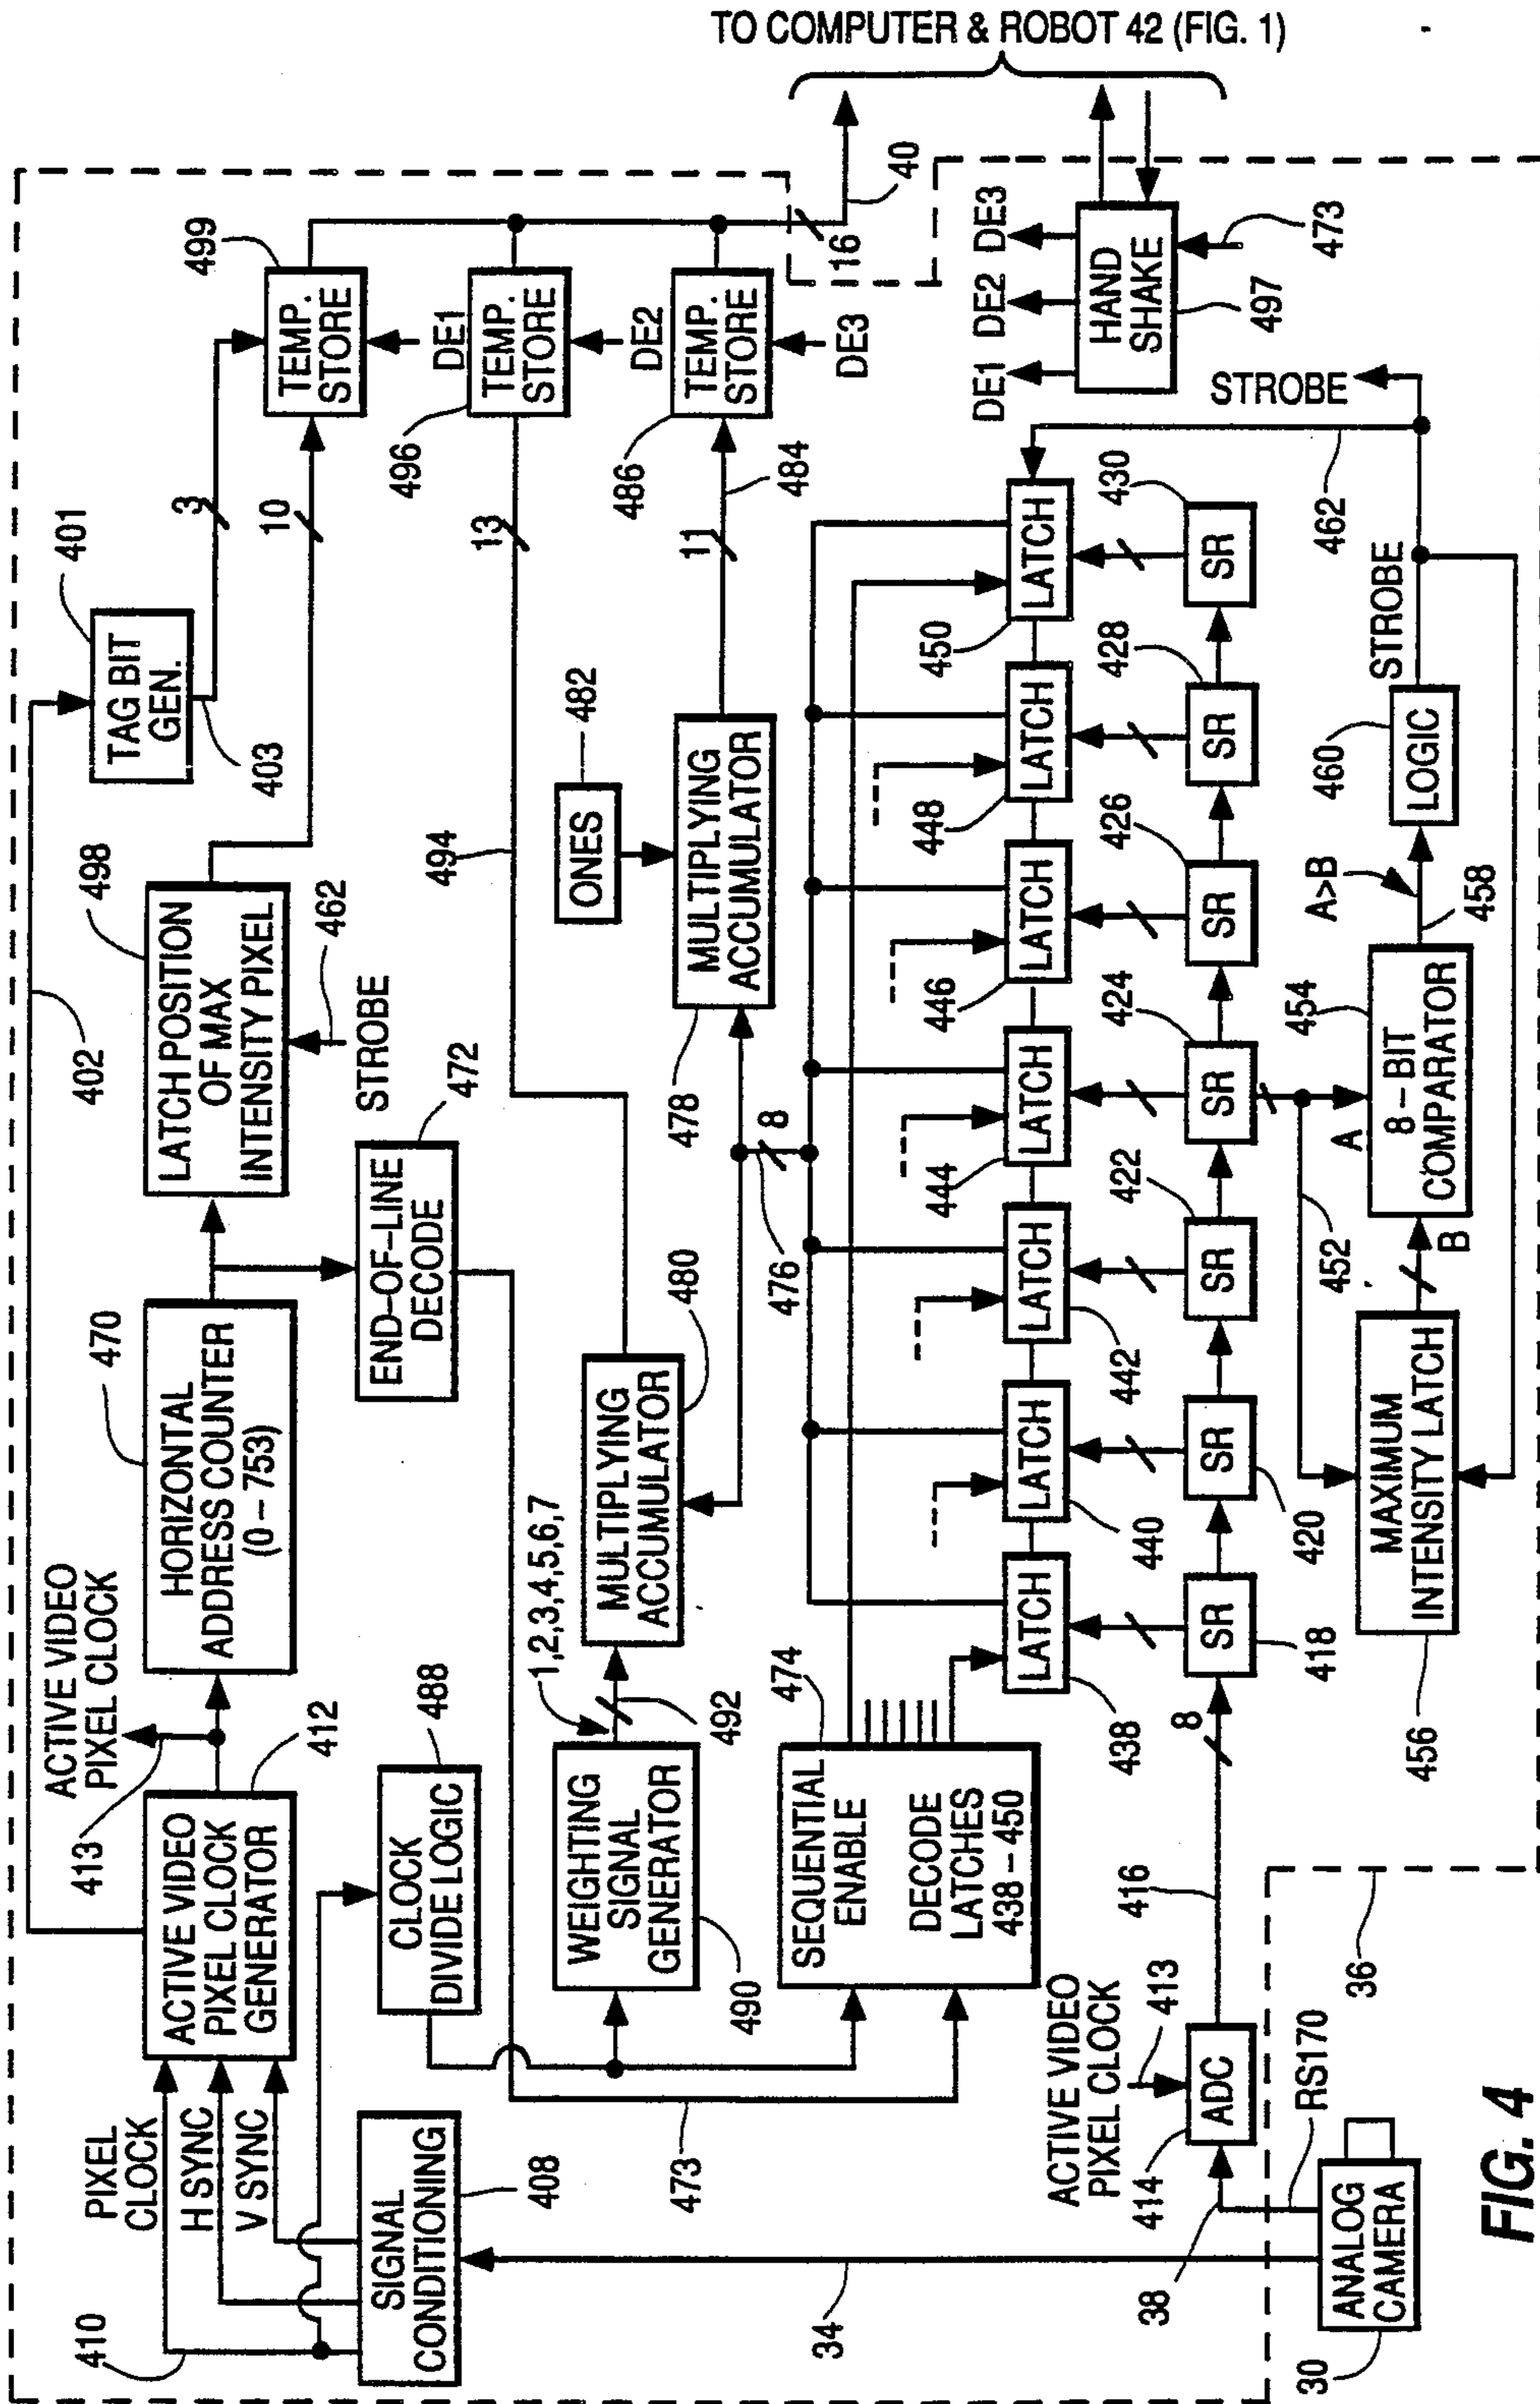 TO COMPUTER & ROBOT 42 (FIG. 1)
PIXEL
CLOCK
H SYNC
V SYNC
410
SIGNAL
CONDITIONING
408
34
ACTIVE VIDEO
PIXEL CLOCK
GENERATOR
412
413
ACTIVE VIDEO
PIXEL CLOCK
HORIZONTAL
ADDRESS COUNTER
(0 – 753)
470
LATCH POSITION
OF MAX
INTENSITY PIXEL
498
462
STROBE
402
TAG BIT
GEN.
401
403
3
10
TEMP.
STORE
499
DE1
TEMP.
STORE
496
DE2
TEMP.
STORE
486
DE3
16
40
CLOCK
DIVIDE LOGIC
488
END–OF–LINE
DECODE
472
473
WEIGHTING
SIGNAL
GENERATOR
490
492
1,2,3,4,5,6,7
MULTIPLYING
ACCUMULATOR
480
494
13
ONES
482
MULTIPLYING
ACCUMULATOR
478
11
484
476
8
SEQUENTIAL
ENABLE
DECODE
LATCHES
438 – 450
474
LATCH
438
LATCH
440
LATCH
442
LATCH
444
LATCH
446
LATCH
448
LATCH
450
HAND
SHAKE
DE1
DE2
DE3
473
497
ACTIVE VIDEO
PIXEL CLOCK
413
ADC
414
416
8
SR
418
SR
420
SR
422
SR
424
SR
426
SR
428
SR
430
MAXIMUM
INTENSITY LATCH
456
452
A
B
8 – BIT
COMPARATOR
454
A>B
458
LOGIC
460
STROBE
462
STROBE
36
38
RS170
ANALOG
CAMERA
30
FIG. 4